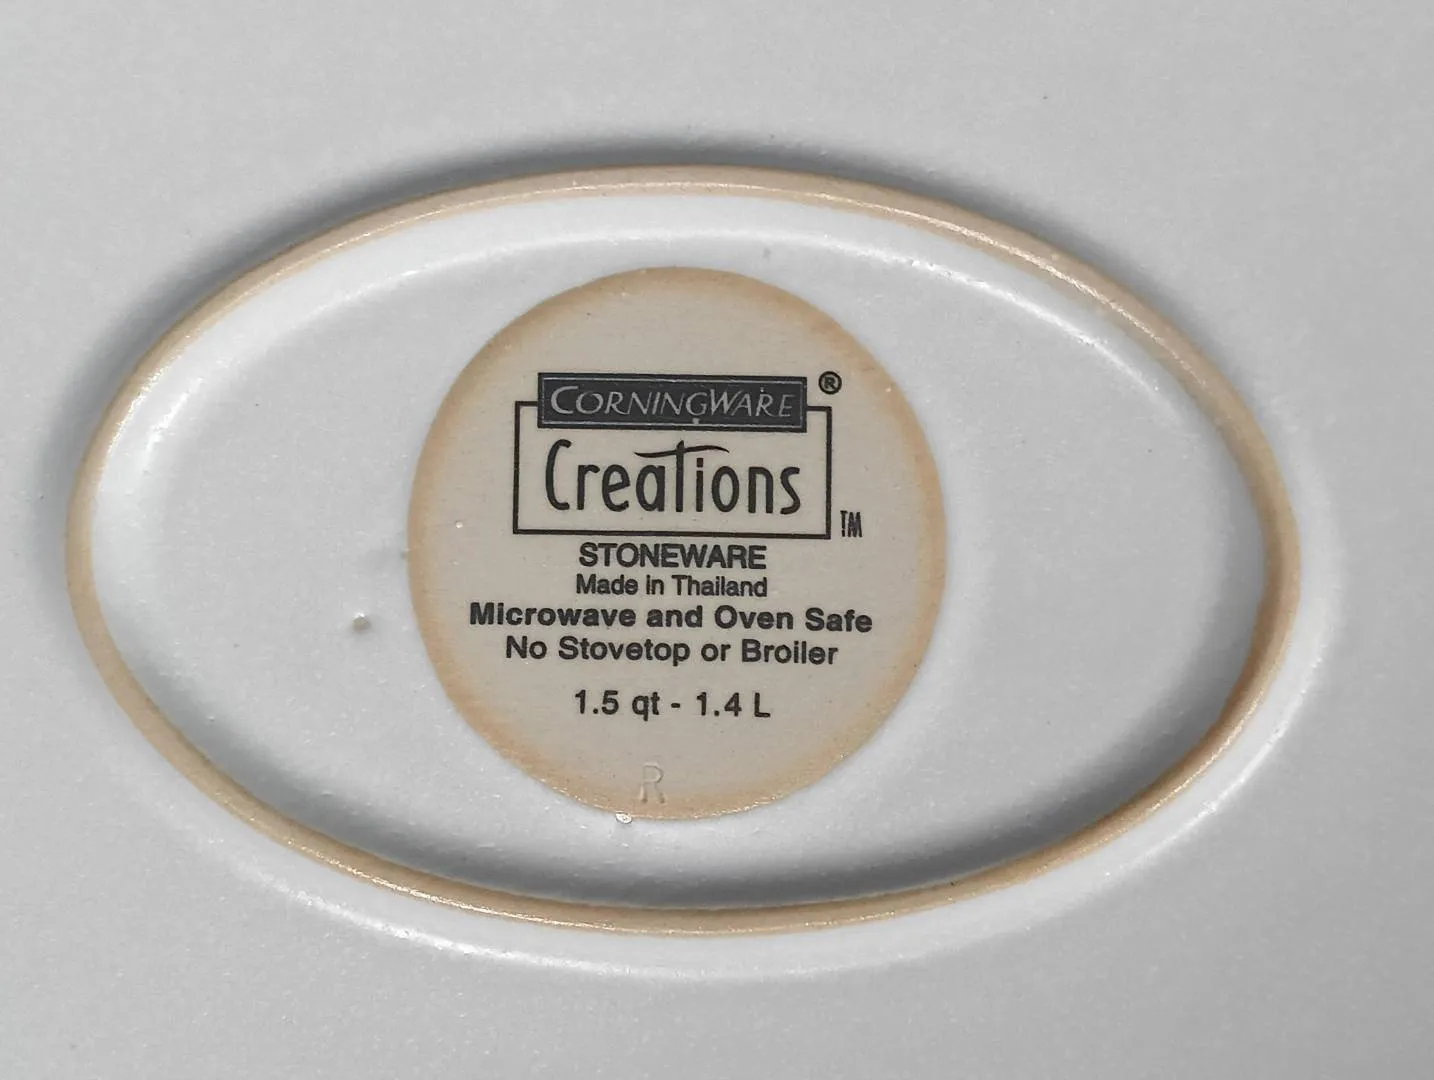 CORNINGWARE ®
Creations ™
STONEWARE
Made in Thailand
Microwave and Oven Safe
No Stovetop or Broiler
1.5 qt - 1.4 L
R